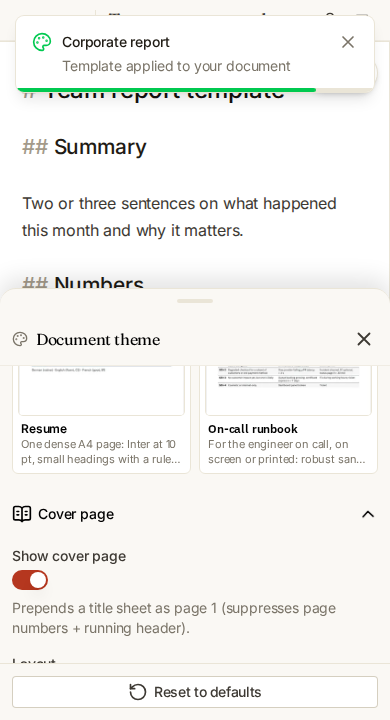 Corporate report
Template applied to your document
# Team report template
## Summary
Two or three sentences on what happened
this month and why it matters.
## Numbers
Document theme
Resume
One dense A4 page: Inter at 10
pt, small headings with a rule...
On-call runbook
For the engineer on call, on
screen or printed: robust san...
Cover page
Show cover page
Prepends a title sheet as page 1 (suppresses page
numbers + running header).
Layout
Reset to defaults